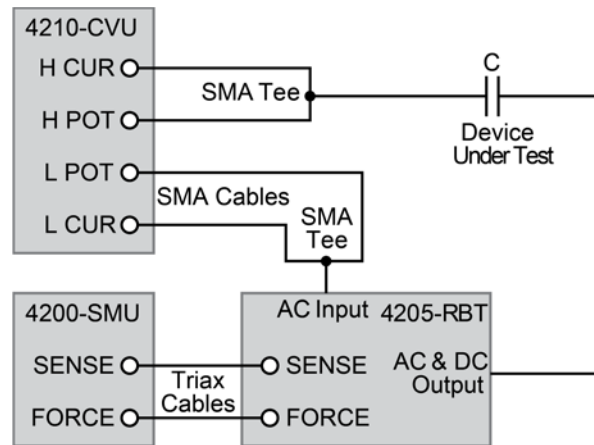 4210-CVU
H CUR
H POT
L POT
L CUR
SMA Tee
C
Device
Under Test
SMA Cables
SMA
Tee
4200-SMU
SENSE
FORCE
Triax
Cables
AC Input
4205-RBT
SENSE
FORCE
AC & DC
Output